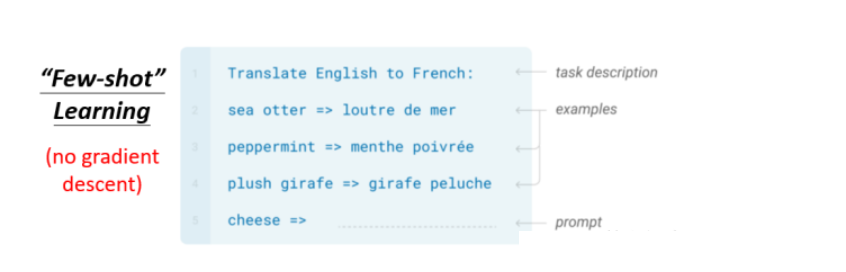 “Few-shot”
Learning
(no gradient
descent)
1 Translate English to French:
2 sea otter => loutre de mer
3 peppermint => menthe poivrée
4 plush girafe => girafe peluche
5 cheese =>
task description
examples
prompt